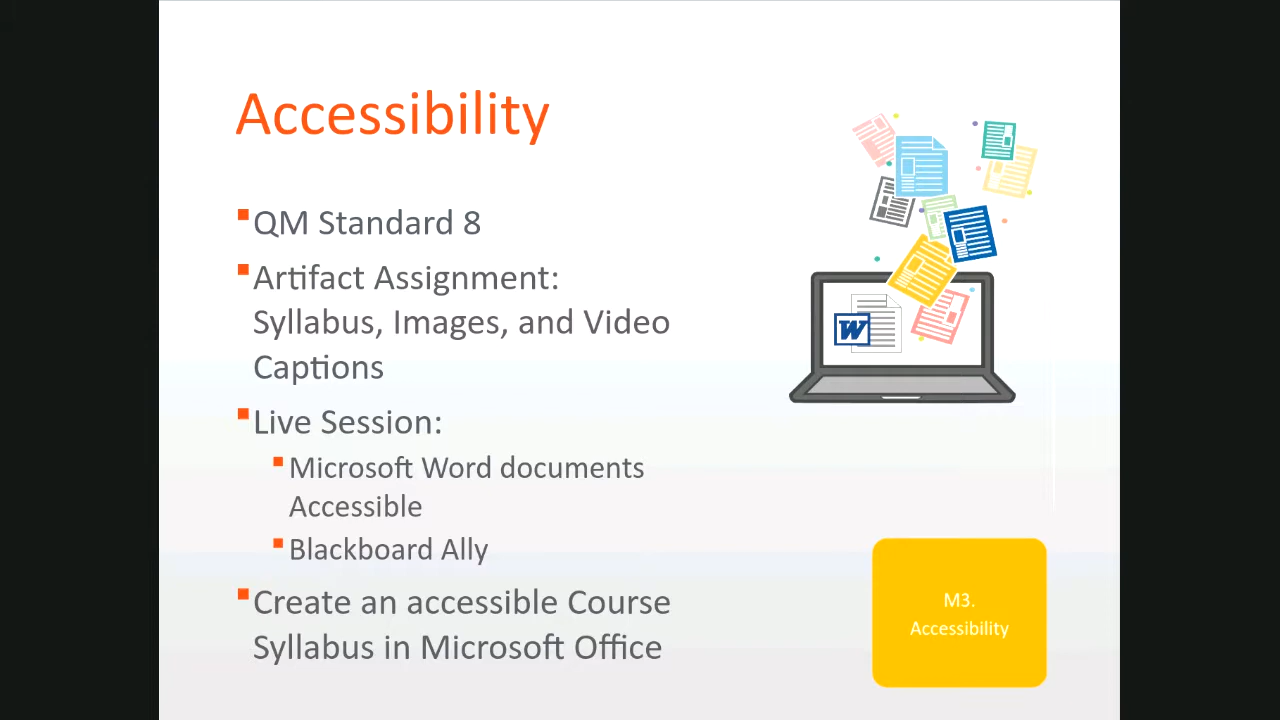 Accessibility
QM Standard 8
Artifact Assignment:
Syllabus, Images, and Video
Captions
Live Session:
Microsoft Word documents
Accessible
Blackboard Ally
Create an accessible Course
Syllabus in Microsoft Office
W
M3.
Accessibility